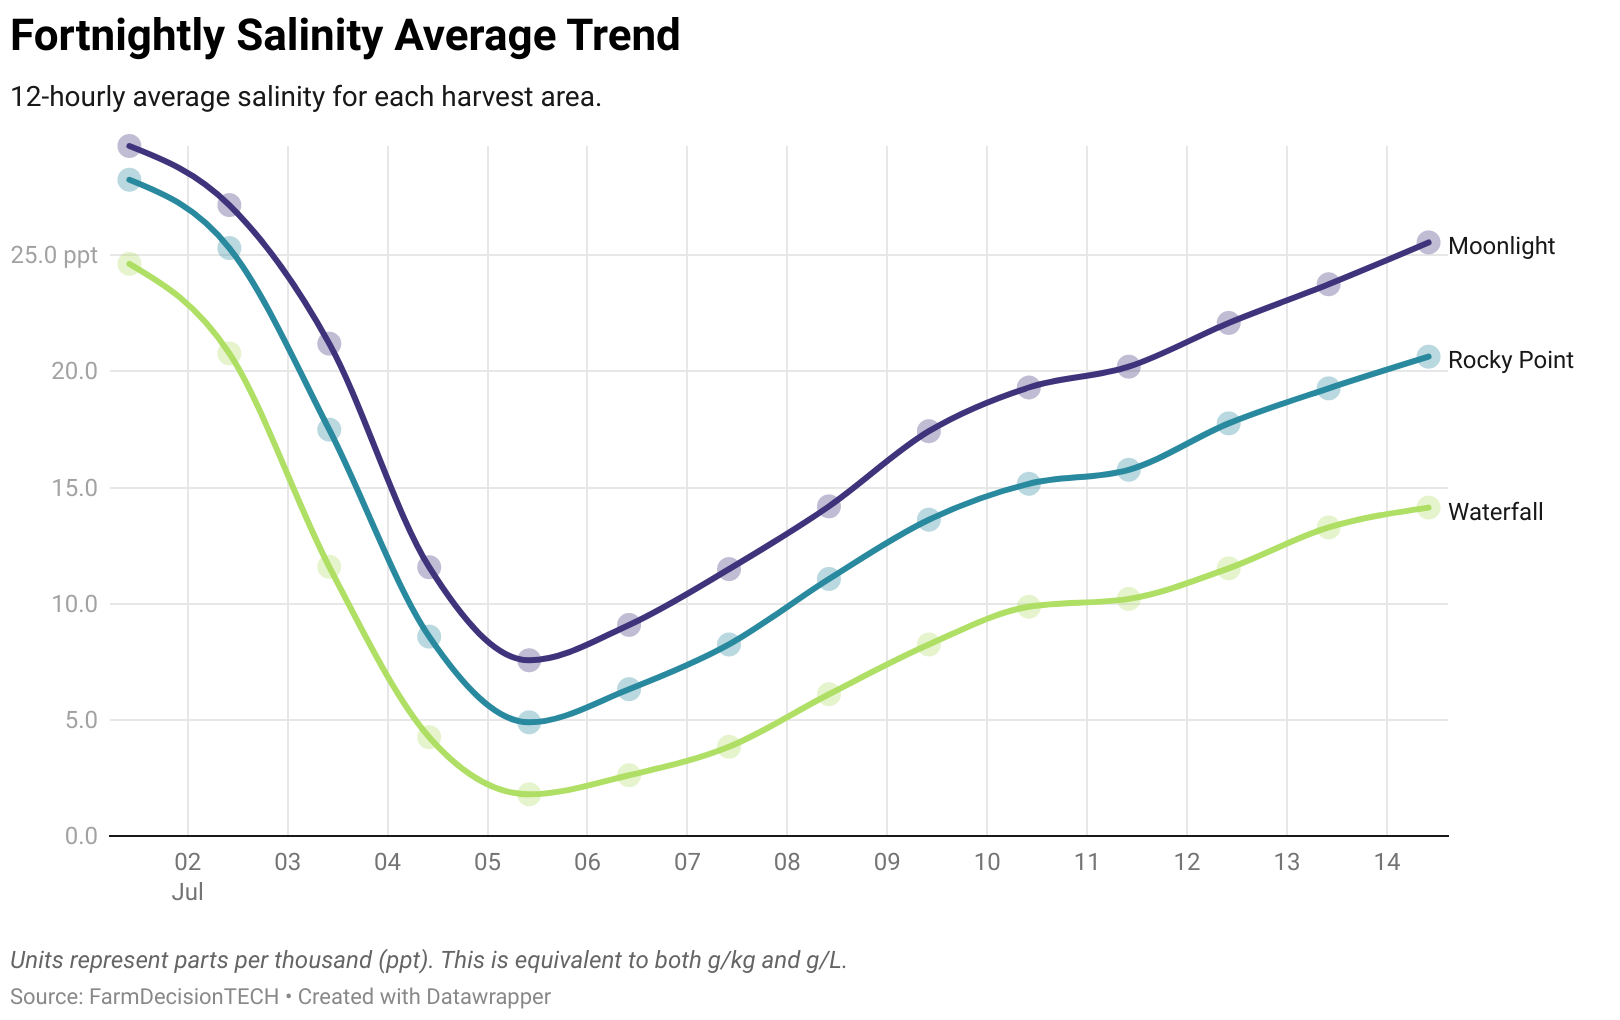 Fortnightly Salinity Average Trend
12-hourly average salinity for each harvest area.
25.0 ppt
20.0
15.0
10.0
5.0
0.0
Moonlight
Rocky Point
Waterfall
02 03 04 05 06 07 08 09 10 11 12 13 14
Jul
Units represent parts per thousand (ppt). This is equivalent to both g/kg and g/L.
Source: FarmDecisionTECH • Created with Datawrapper